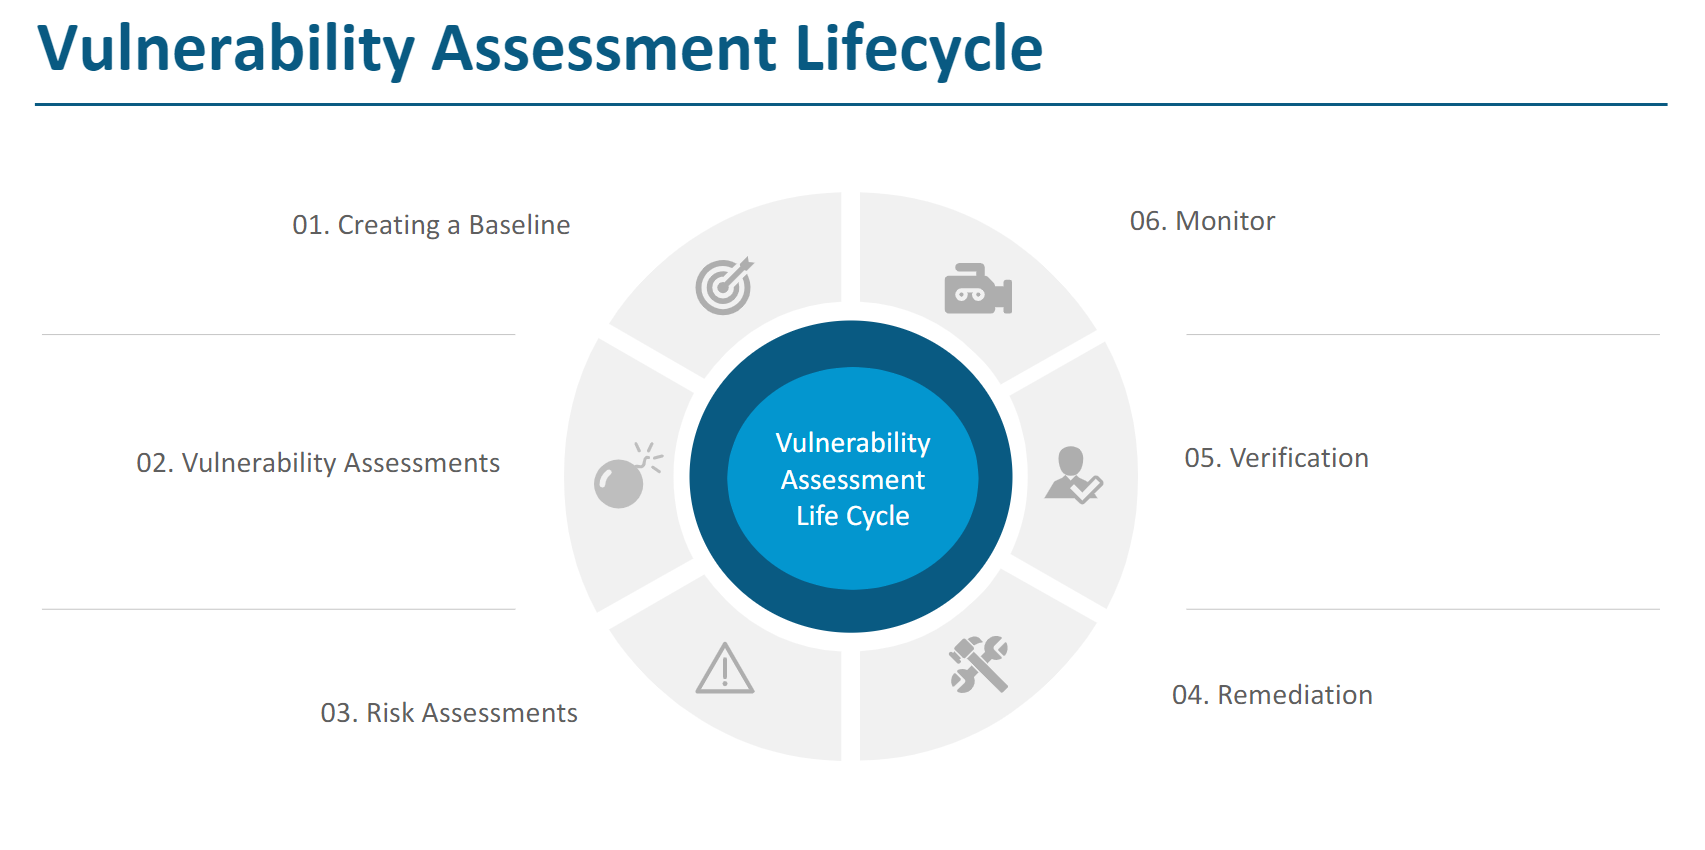 Vulnerability Assessment Lifecycle
01. Creating a Baseline
02. Vulnerability Assessments
03. Risk Assessments
04. Remediation
05. Verification
06. Monitor
Vulnerability
Assessment
Life Cycle